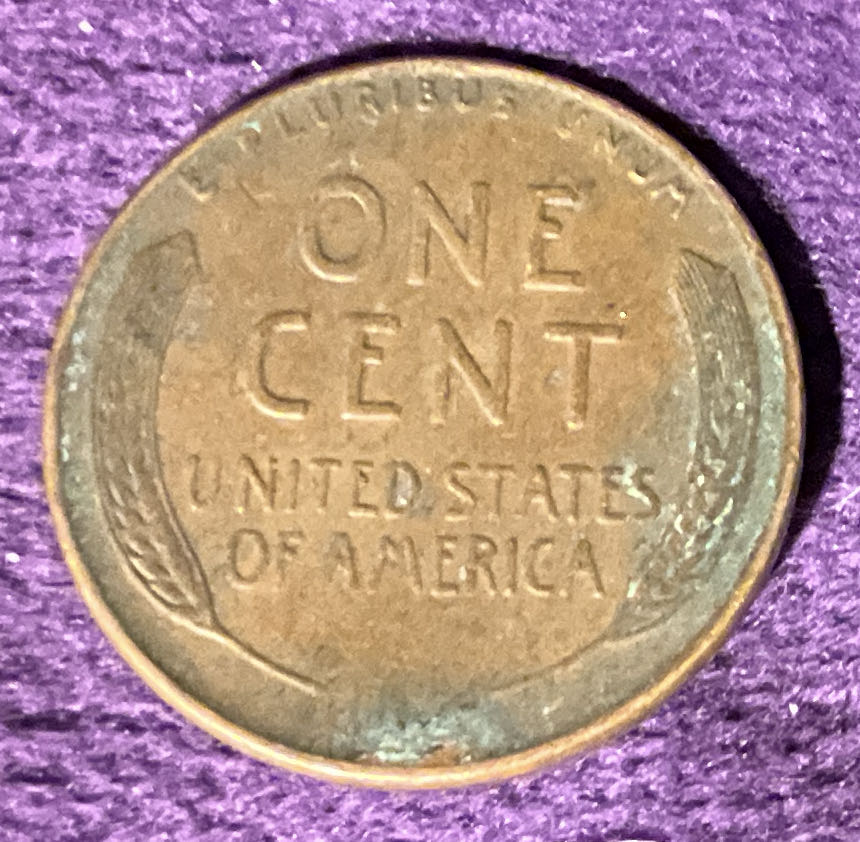 E PLURIBUS UNUM
ONE
CENT
UNITED STATES
OF AMERICA